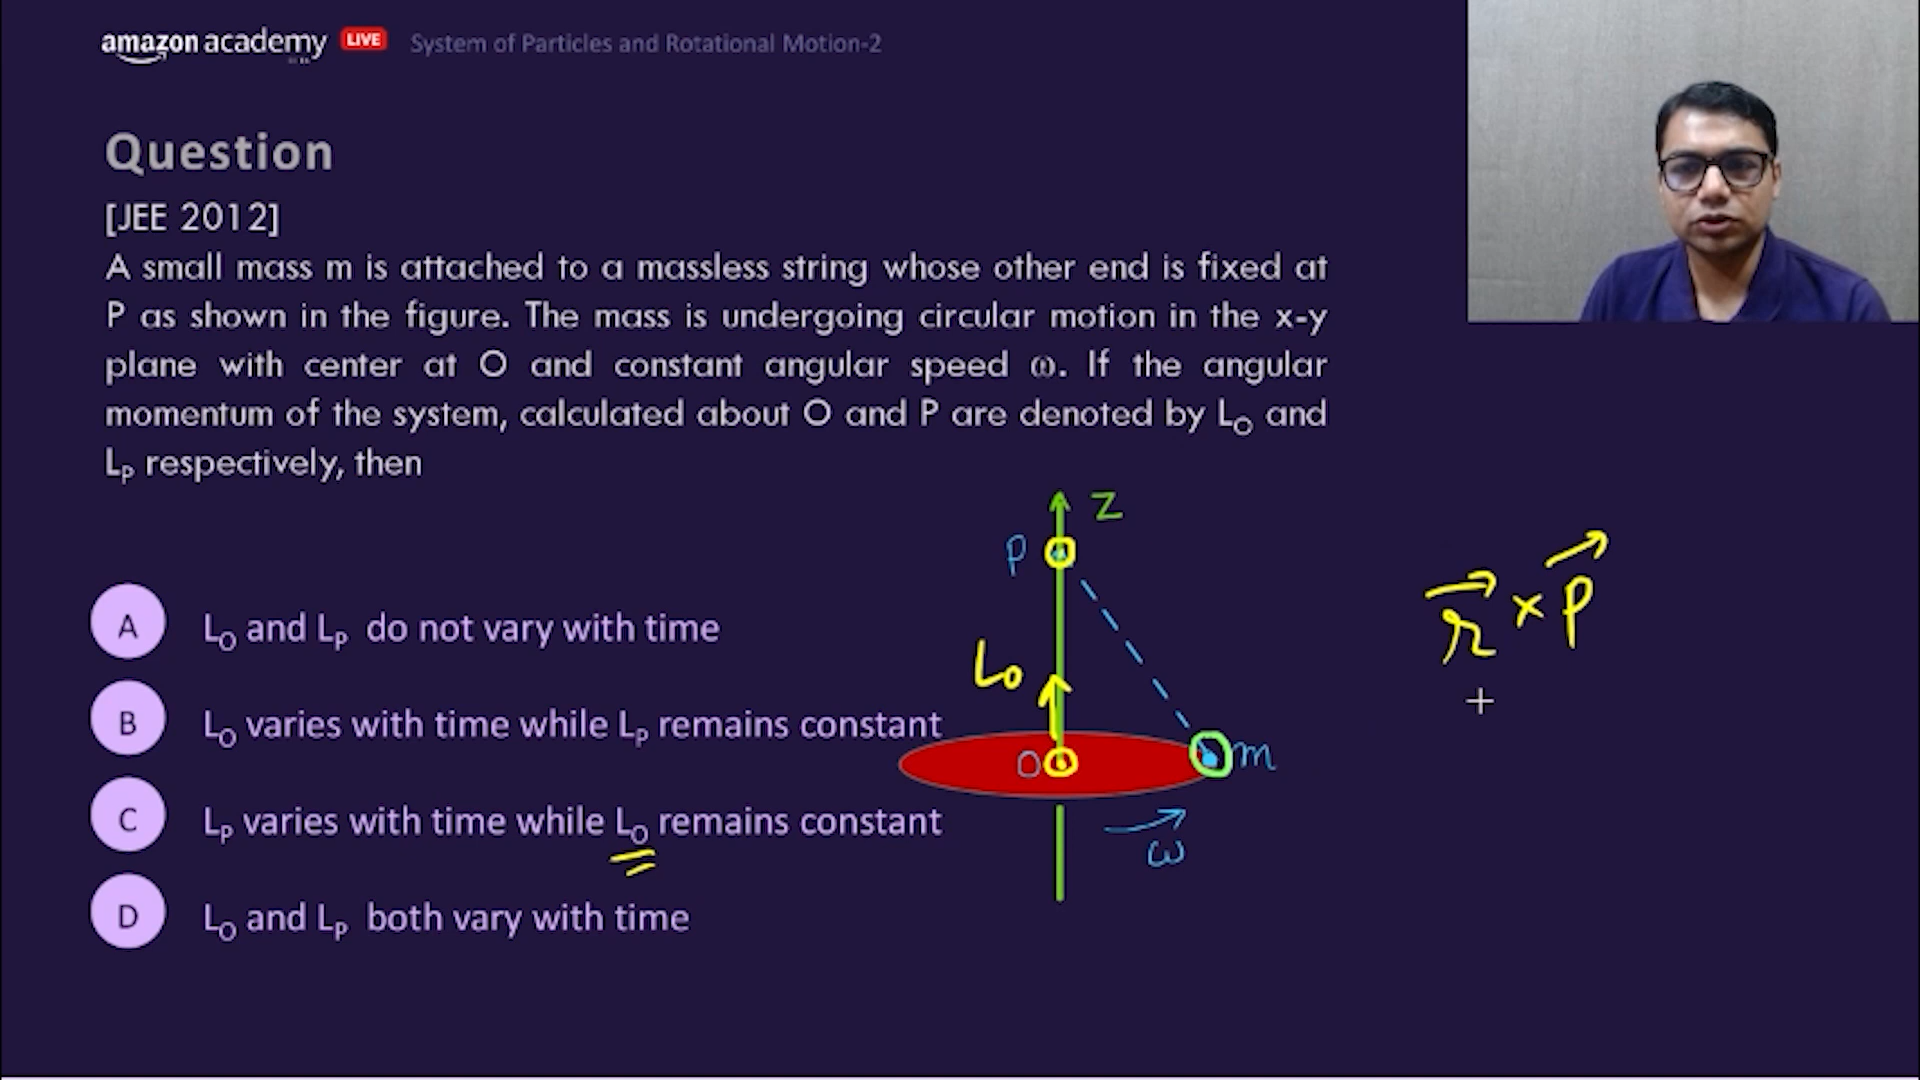 amazon academy LIVE System of Particles and Rotational Motion-2
Question
[JEE 2012]
A small mass m is attached to a massless string whose other end is fixed at
P as shown in the figure. The mass is undergoing circular motion in the x-y
plane with center at O and constant angular speed ω. If the angular
momentum of the system, calculated about O and P are denoted by L_O and
L_P respectively, then
A L_O and L_P do not vary with time
B L_O varies with time while L_P remains constant
C L_P varies with time while L_O remains constant
D L_O and L_P both vary with time
Z
P
L_O
O
m
ω
r × p